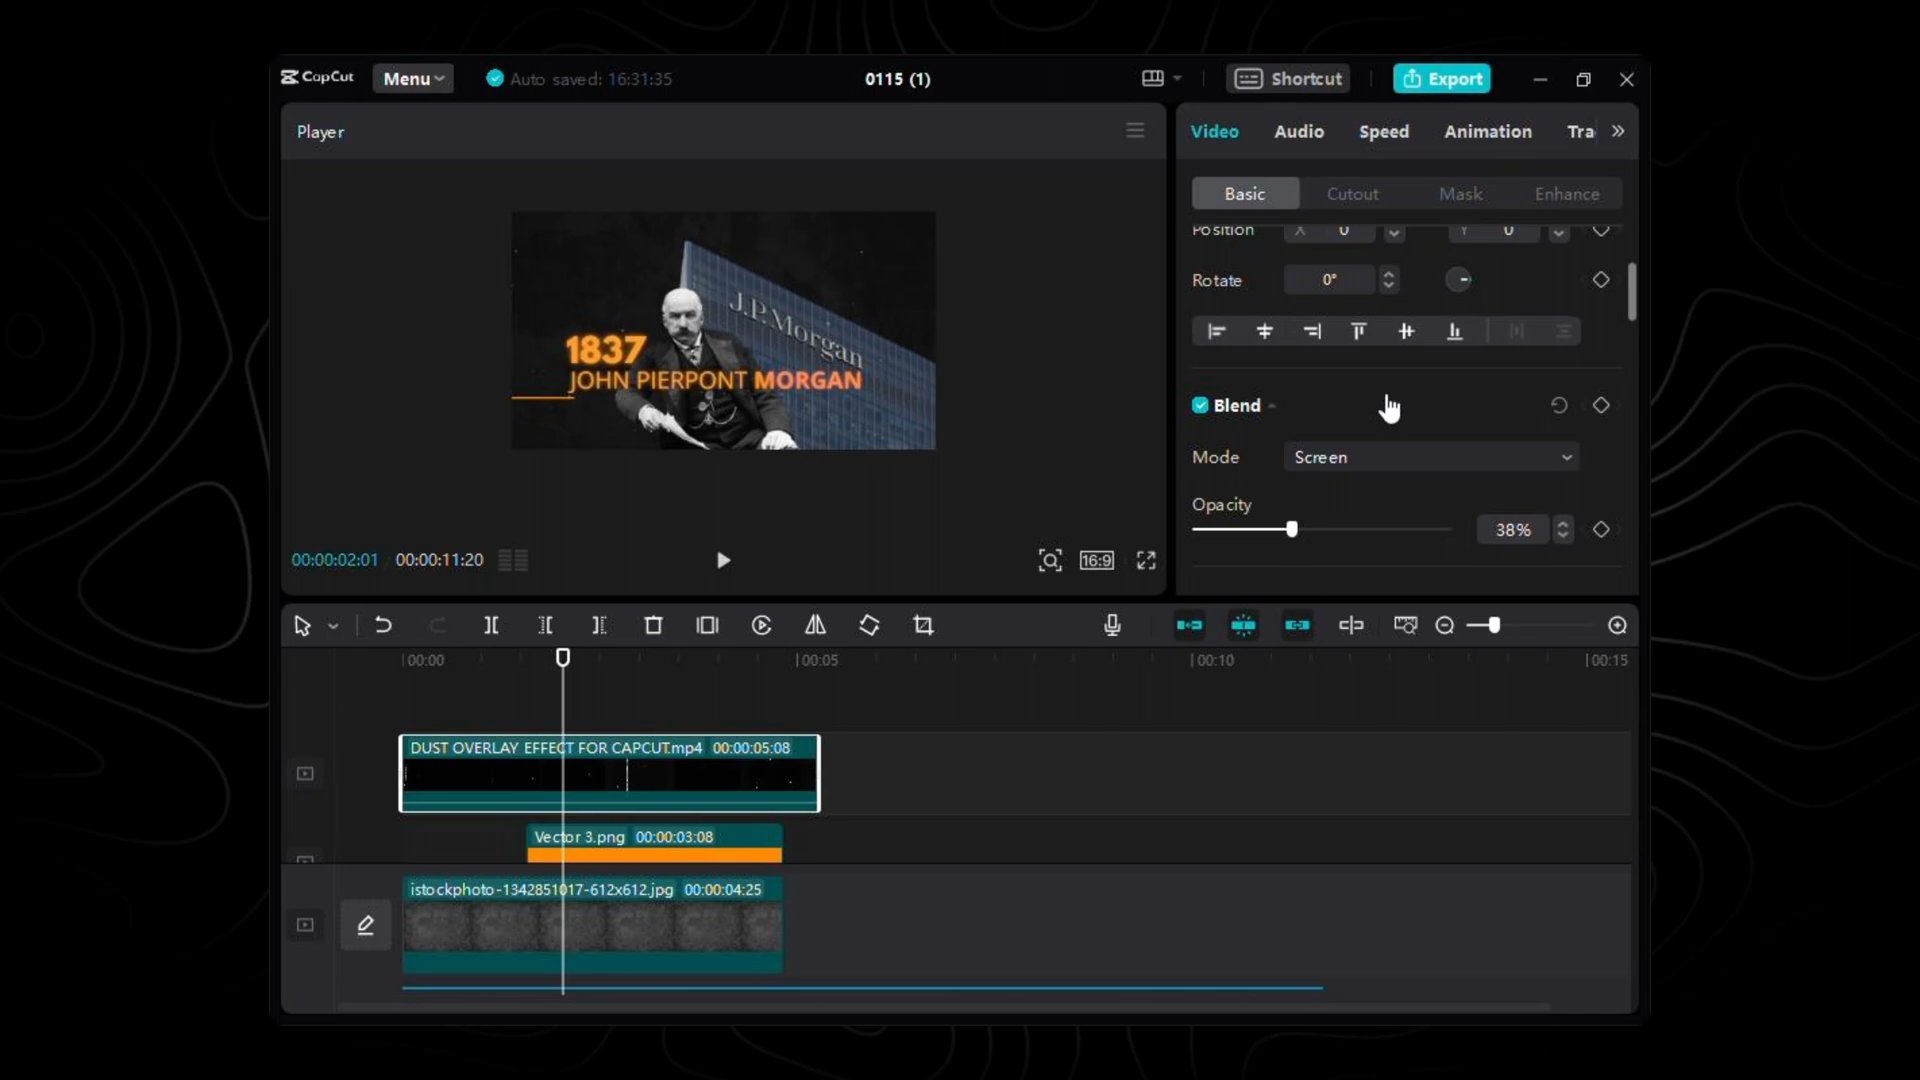 CapCut
Menu
Auto saved: 16:31:35
0115 (1)
Shortcut
Export
Player
Video
Audio
Speed
Animation
Tra
Basic
Cutout
Mask
Enhance
Position
X
0
Y
0
Rotate
0°
J.P.Morgan
1837
JOHN PIERPONT MORGAN
Blend
Mode
Screen
Opacity
38%
00:00:02:01
00:00:11:20
16:9
00:00
00:05
00:10
00:15
DUST OVERLAY EFFECT FOR CAPCUT.mp4 00:00:05:08
Vector 3.png 00:00:03:08
istockphoto-1342851017-612x612.jpg 00:00:04:25